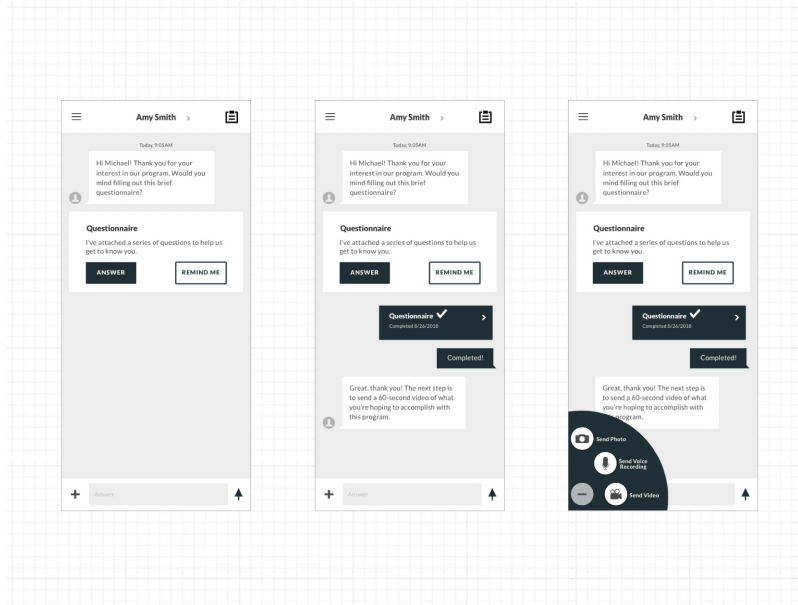 Amy Smith
Today, 9:05AM
Hi Michael! Thank you for your
interest in our program. Would you
mind filling out this brief
questionnaire?
Questionnaire
I've attached a series of questions to help us
get to know you.
ANSWER
REMIND ME
Answer
Amy Smith
Today, 9:05AM
Hi Michael! Thank you for your
interest in our program. Would you
mind filling out this brief
questionnaire?
Questionnaire
I've attached a series of questions to help us
get to know you.
ANSWER
REMIND ME
Questionnaire
Completed 8/26/2018
Completed!
Great, thank you! The next step is
to send a 60-second video of what
you're hoping to accomplish with
this program.
Answer
Amy Smith
Today, 9:05AM
Hi Michael! Thank you for your
interest in our program. Would you
mind filling out this brief
questionnaire?
Questionnaire
I've attached a series of questions to help us
get to know you.
ANSWER
REMIND ME
Questionnaire
Completed 8/26/2018
Completed!
Great, thank you! The next step is
to send a 60-second video of what
you're hoping to accomplish with
program.
Send Photo
Send Voice
Recording
Send Video